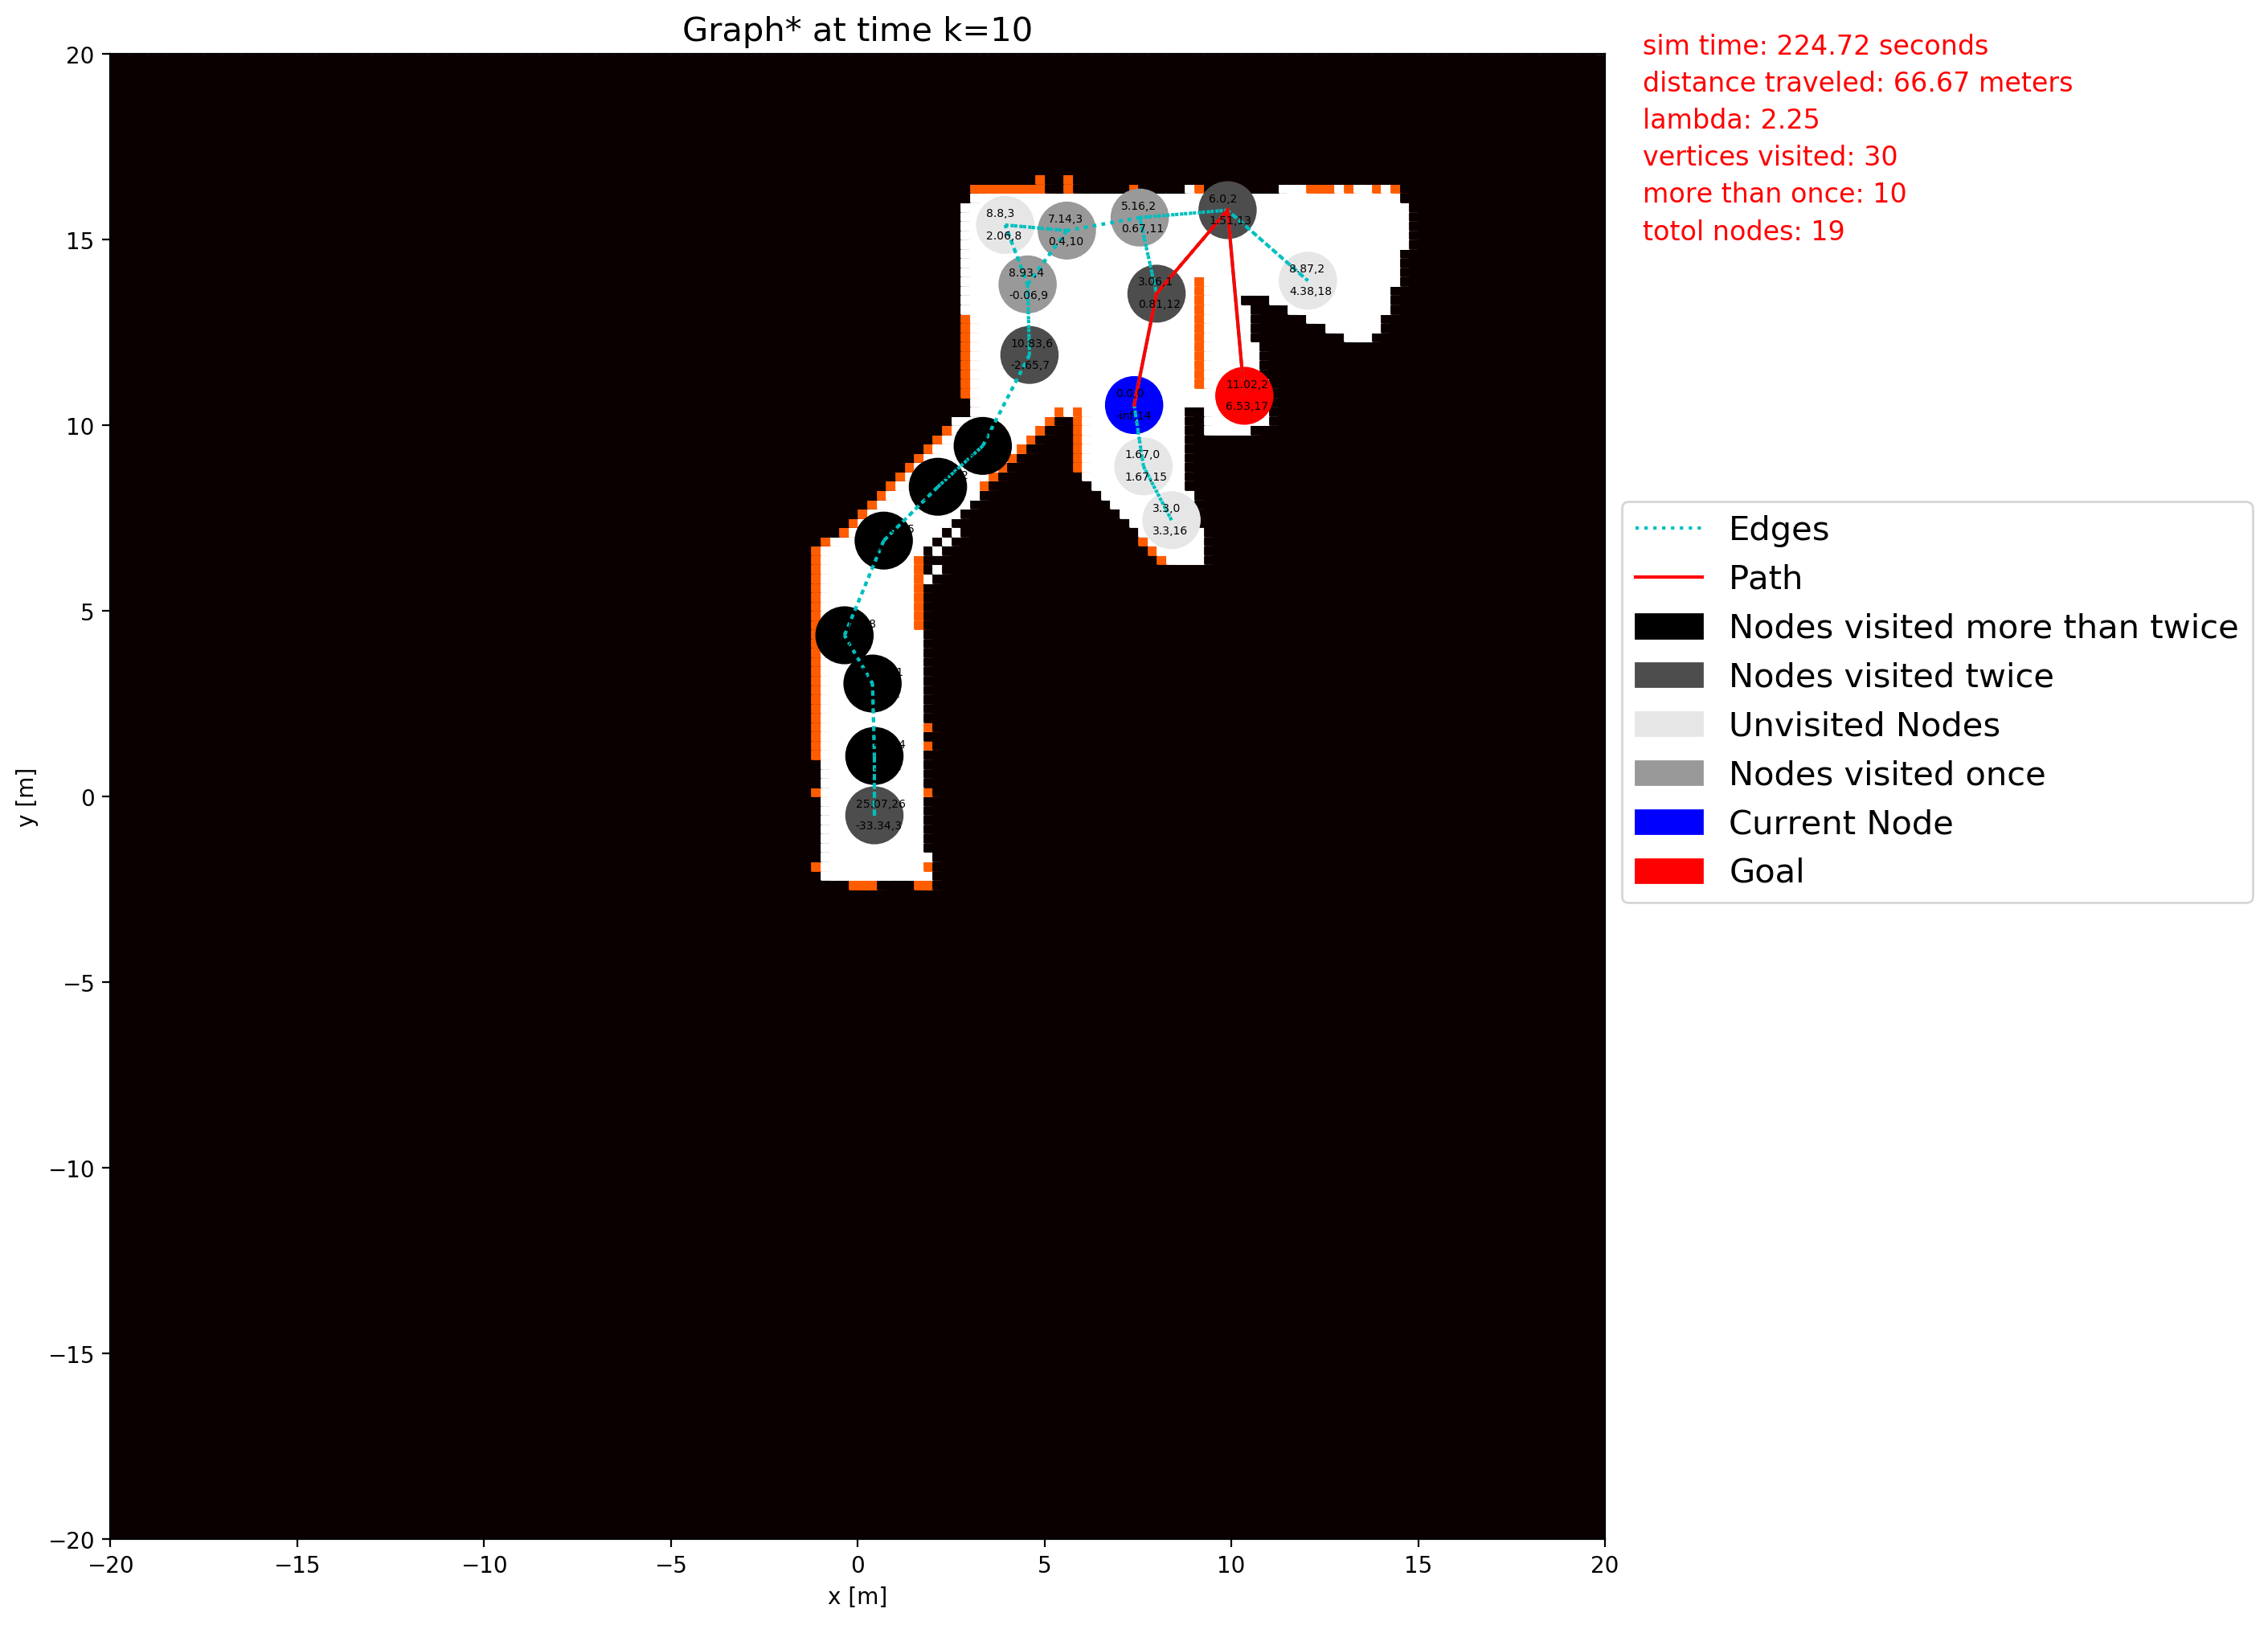 Graph* at time k=10
sim time: 224.72 seconds
distance traveled: 66.67 meters
lambda: 2.25
vertices visited: 30
more than once: 10
totol nodes: 19
20
15
10
5
0
−5
−10
−15
−20
y [m]
8.8,3
2.06,8
7.14,3
0.4,10
5.16,2
0.67,11
6.0,2
1.51,13
8.93,4
-0.06,9
3.06,1
0.81,12
8.87,2
4.38,18
10.83,6
-2.65,7
0.0,0
11.02,2
6.53,17
1.67,0
1.67,15
3.3,0
3.3,16
25.07,26
-33.34,3
−20
−15
−10
−5
0
5
10
15
20
x [m]
Edges
Path
Nodes visited more than twice
Nodes visited twice
Unvisited Nodes
Nodes visited once
Current Node
Goal